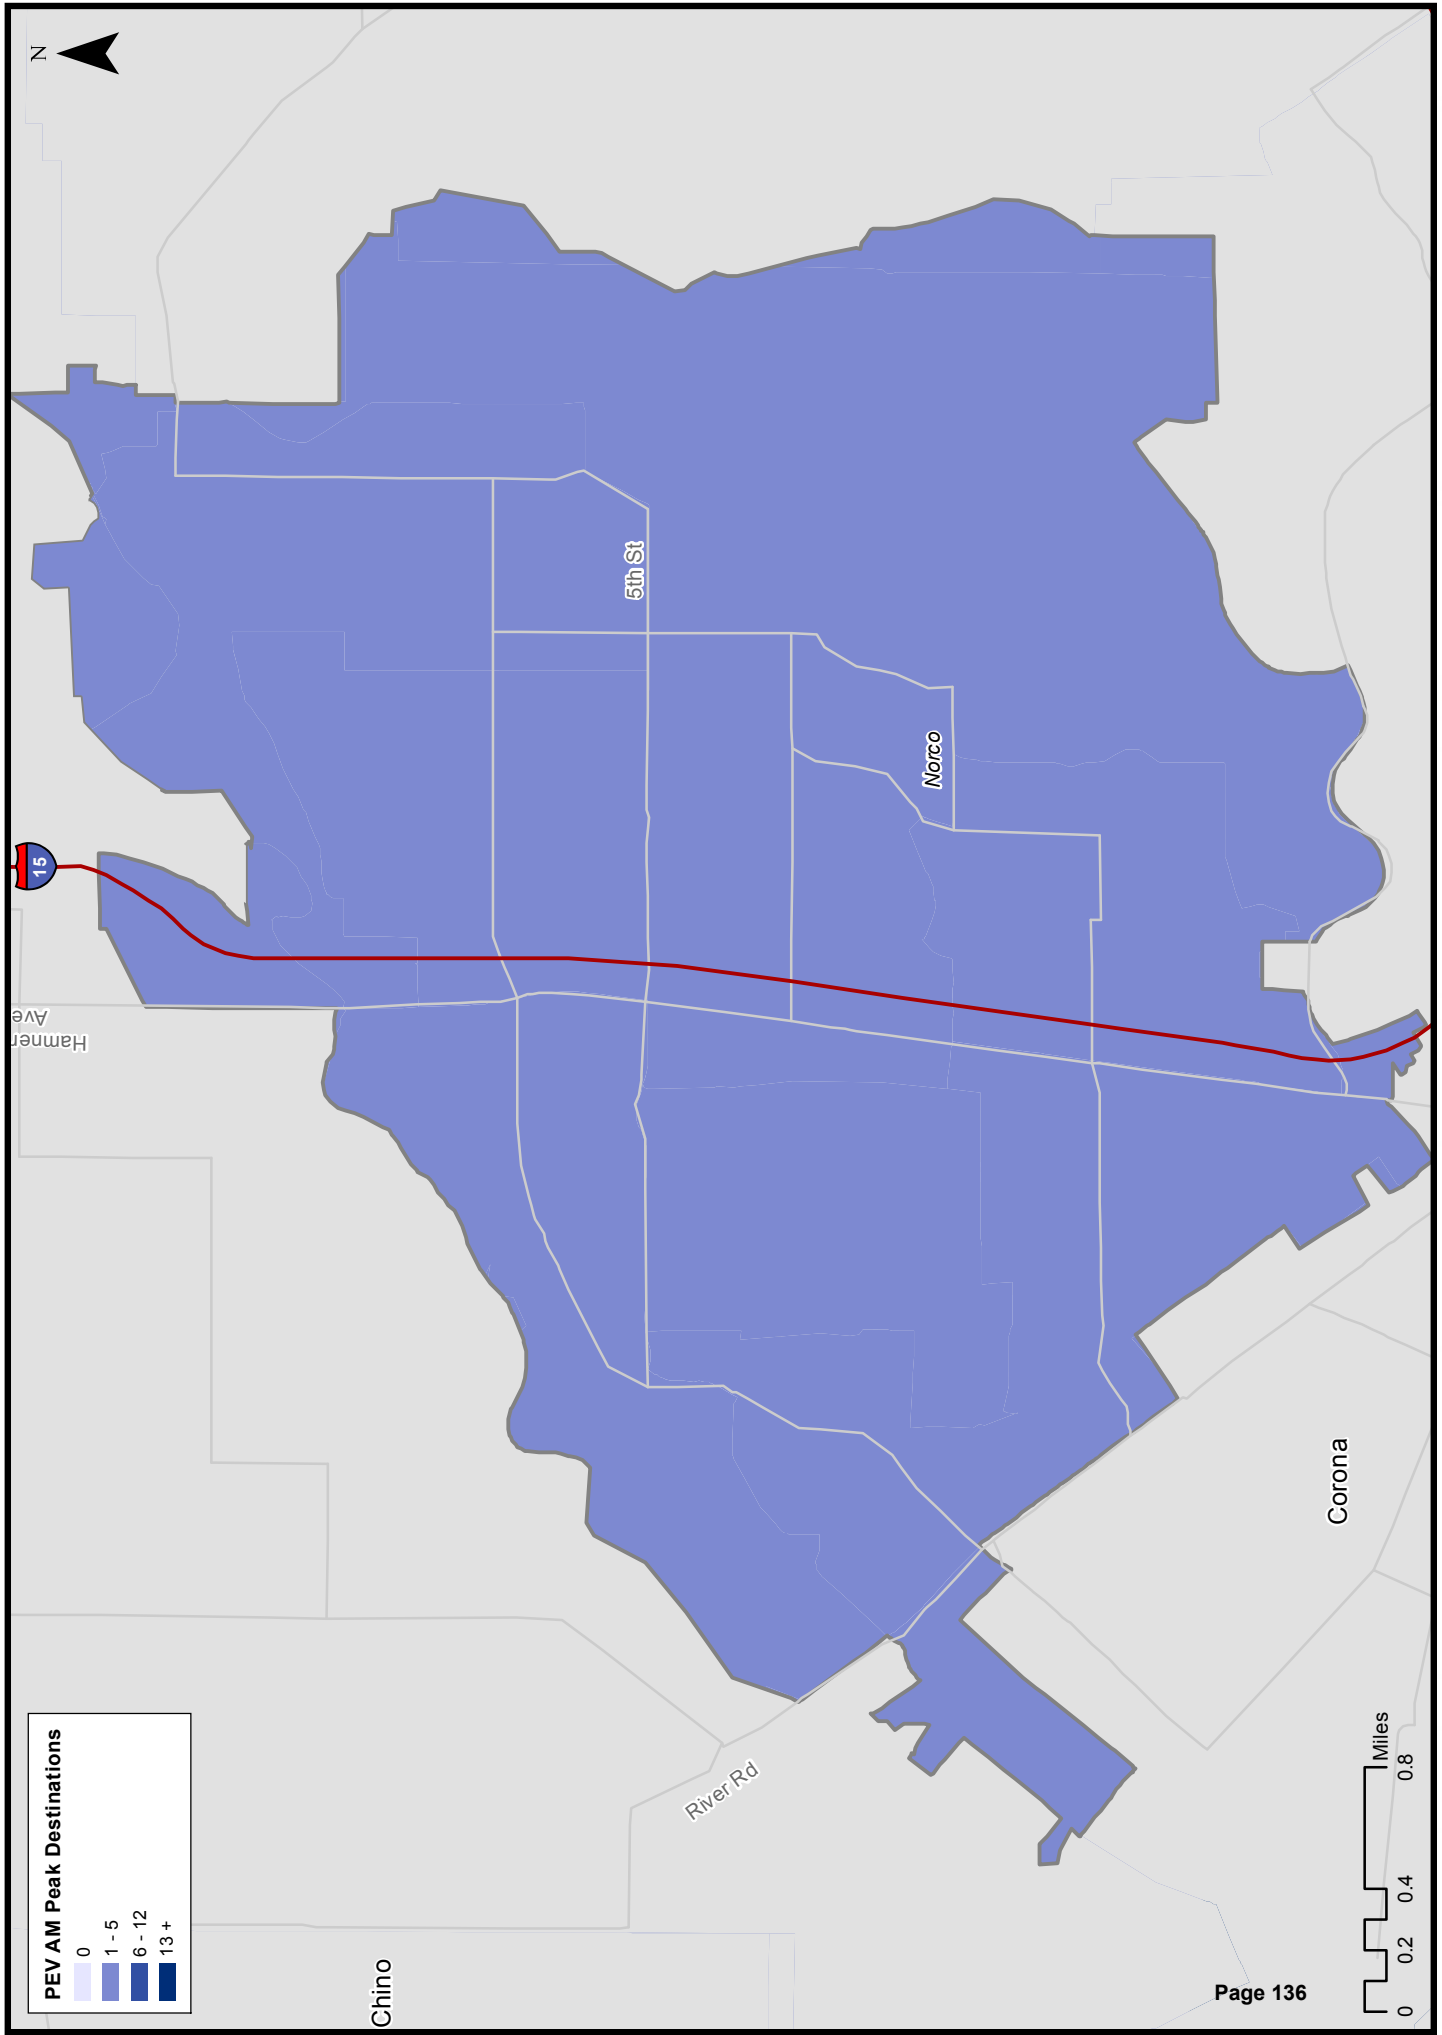 N
15
Hamner
Ave
5th St
Norco
River Rd
Corona
Chino
PEV AM Peak Destinations
0
1 - 5
6 - 12
13 +
Miles
0 0.2 0.4 0.8
Page 136